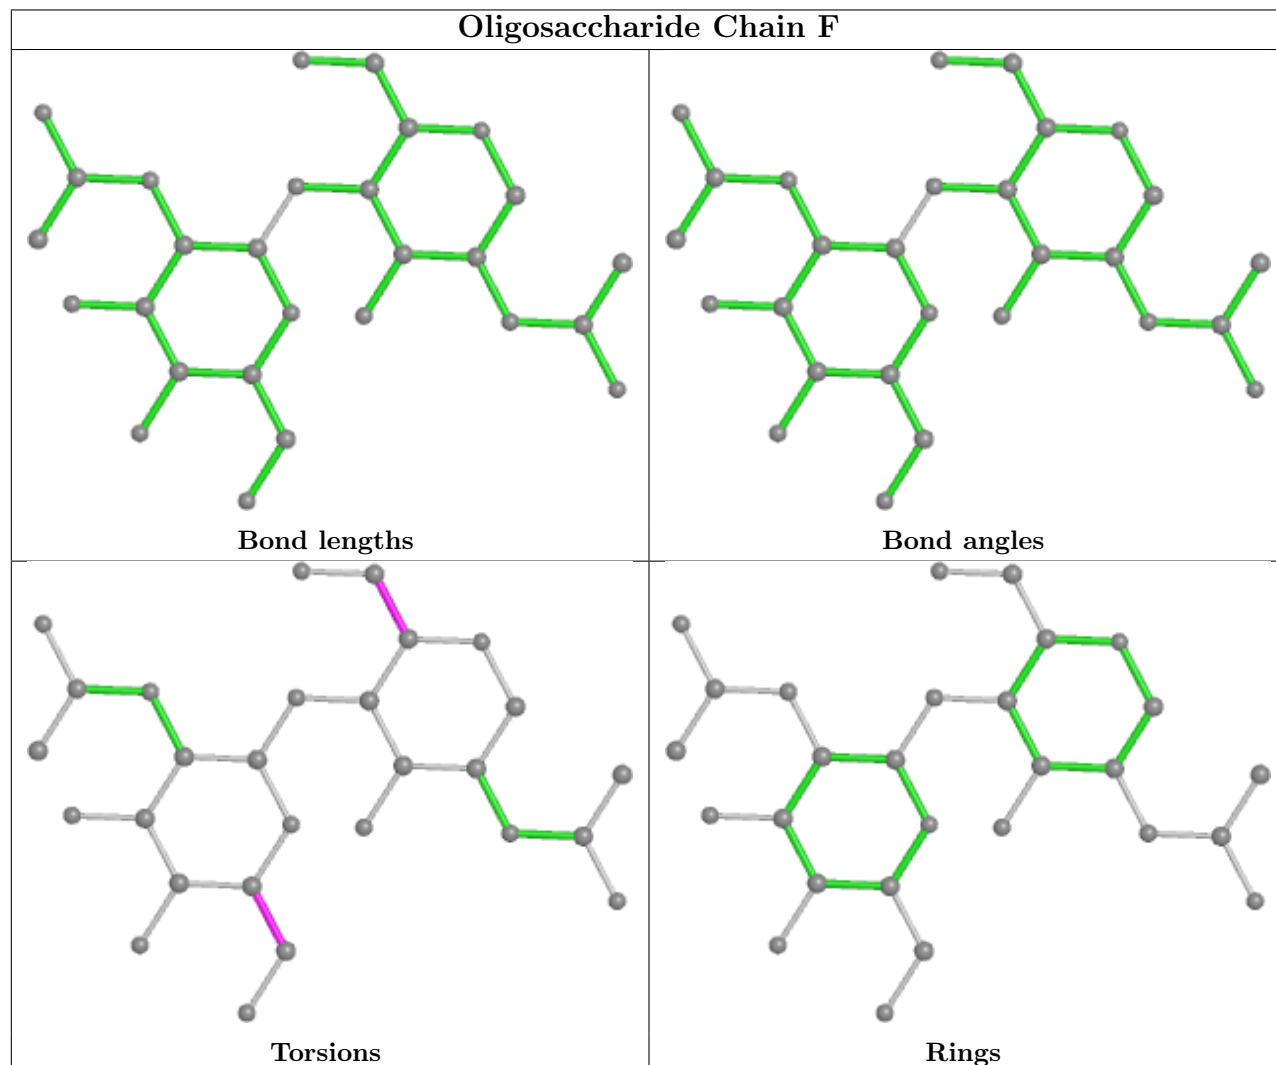 Oligosaccharide Chain F
Bond lengths
Bond angles
Torsions
Rings